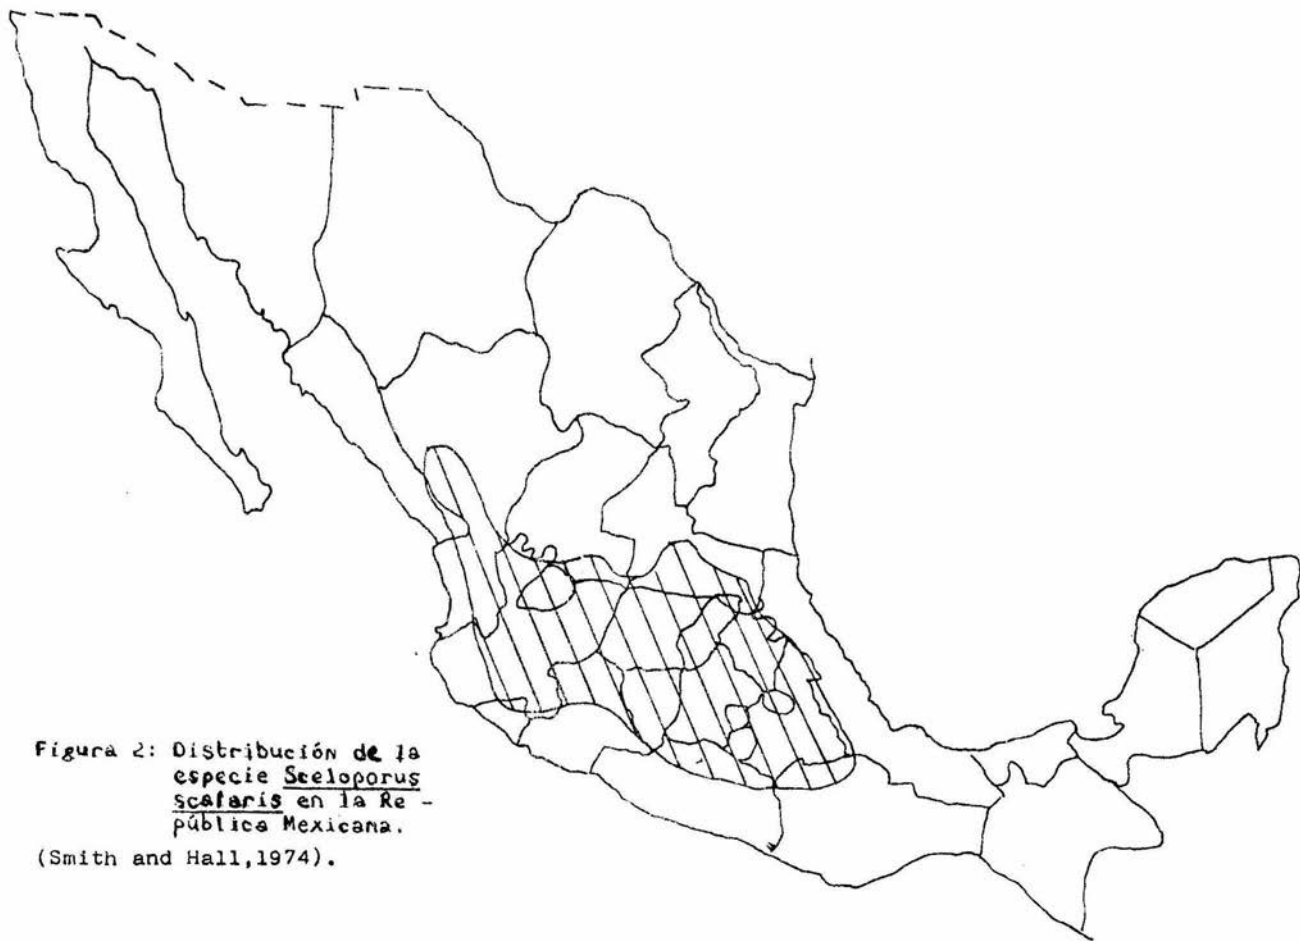 Figura 2: Distribución de la
especie Sceloporus
scalaris en la Re -
pública Mexicana.
(Smith and Hall,1974).